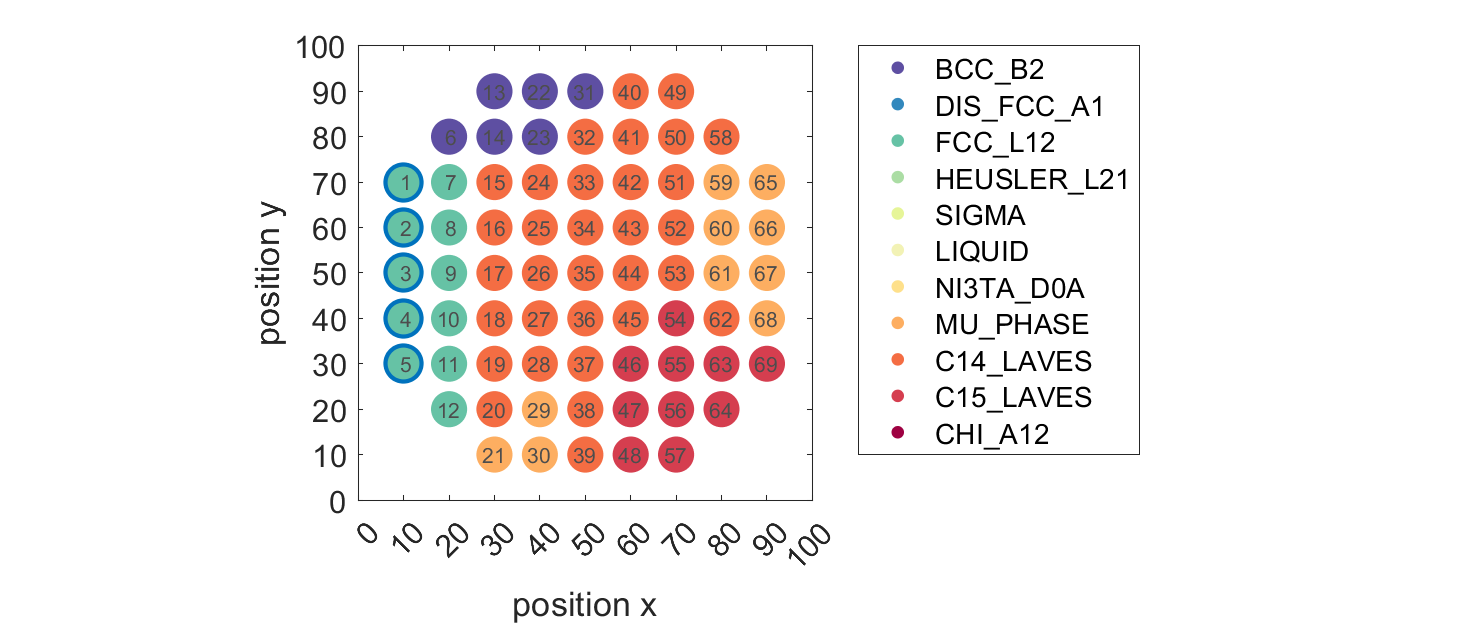 100
90
80
70
60
50
40
30
20
10
0
position y
13 22 31 40 49
6 14 23 32 41 50 58
1 7 15 24 33 42 51 59 65
2 8 16 25 34 43 52 60 66
3 9 17 26 35 44 53 61 67
4 10 18 27 36 45 54 62 68
5 11 19 28 37 46 55 63 69
12 20 29 38 47 56 64
21 30 39 48 57
0 10 20 30 40 50 60 70 80 90 100
position x
BCC_B2
DIS_FCC_A1
FCC_L12
HEUSLER_L21
SIGMA
LIQUID
NI3TA_D0A
MU_PHASE
C14_LAVES
C15_LAVES
CHI_A12